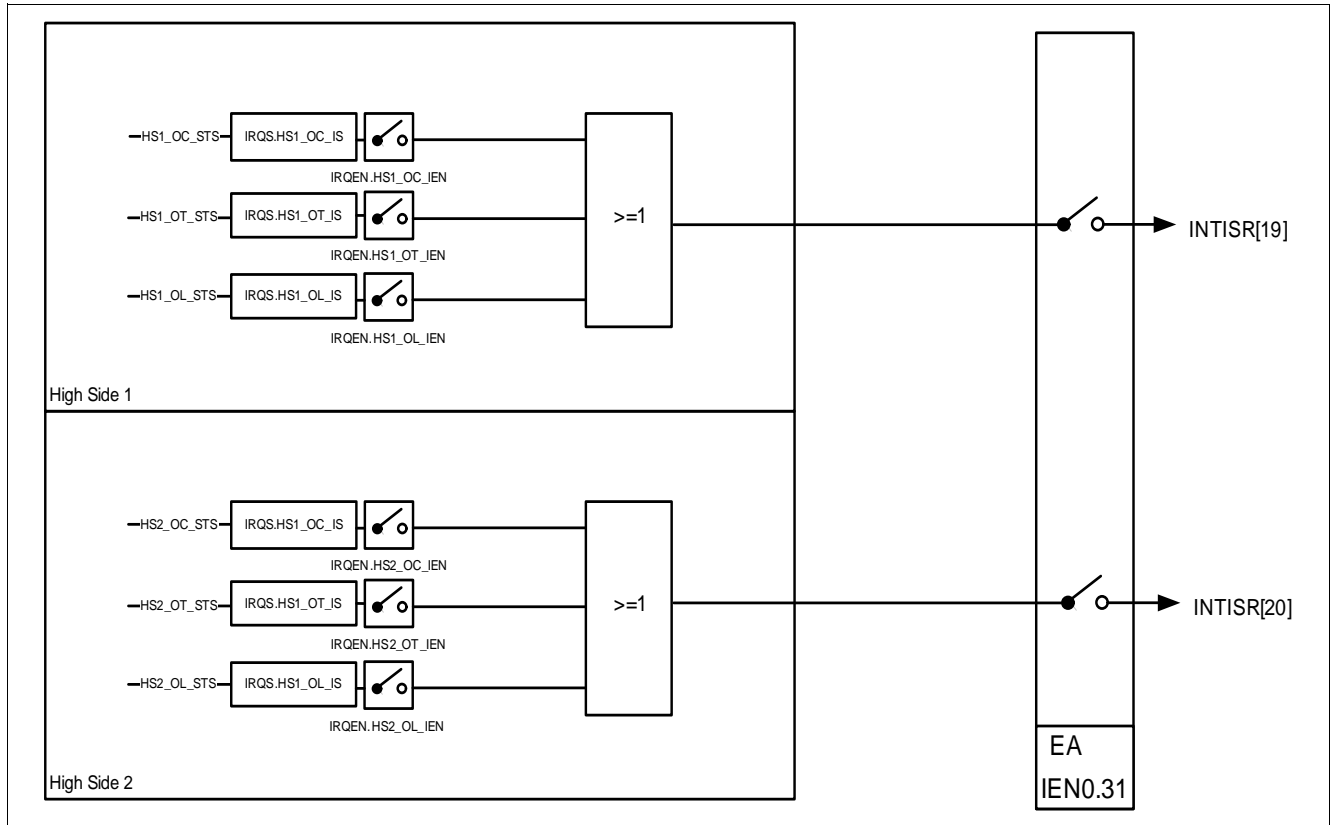 HS1_OC_STS IRQS.HS1_OC_IS
IRQEN.HS1_OC_IEN
HS1_OT_STS IRQS.HS1_OT_IS >=1
IRQEN.HS1_OT_IEN
INTISR[19]
HS1_OL_STS IRQS.HS1_OL_IS
IRQEN.HS1_OL_IEN
High Side 1
HS2_OC_STS IRQS.HS1_OC_IS
IRQEN.HS2_OC_IEN
HS2_OT_STS IRQS.HS1_OT_IS >=1
INTISR[20]
IRQEN.HS2_OT_IEN
HS2_OL_STS IRQS.HS1_OL_IS
IRQEN.HS2_OL_IEN
High Side 2
EA
IEN0.31